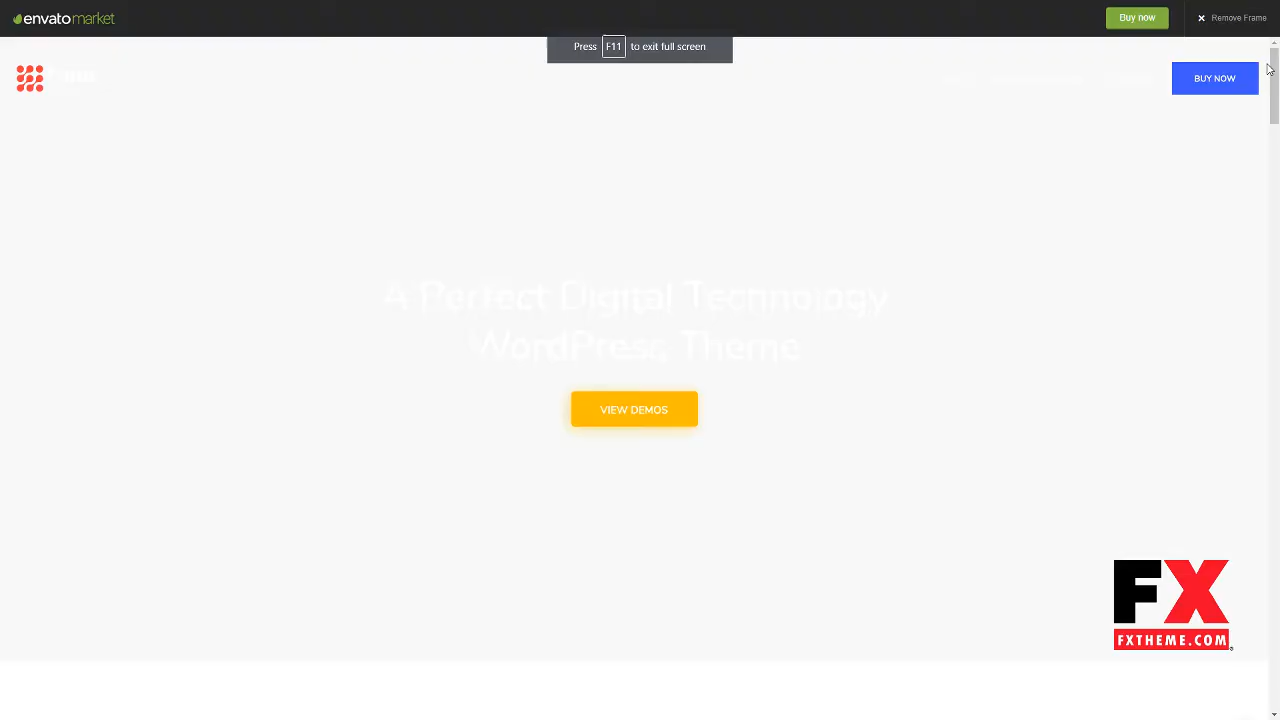 envatomarket
Buy now
Remove Frame
Press F11 to exit full screen
BUY NOW
A Perfect Digital Technology
WordPress Theme
VIEW DEMOS
FX
FXTHEME.COM